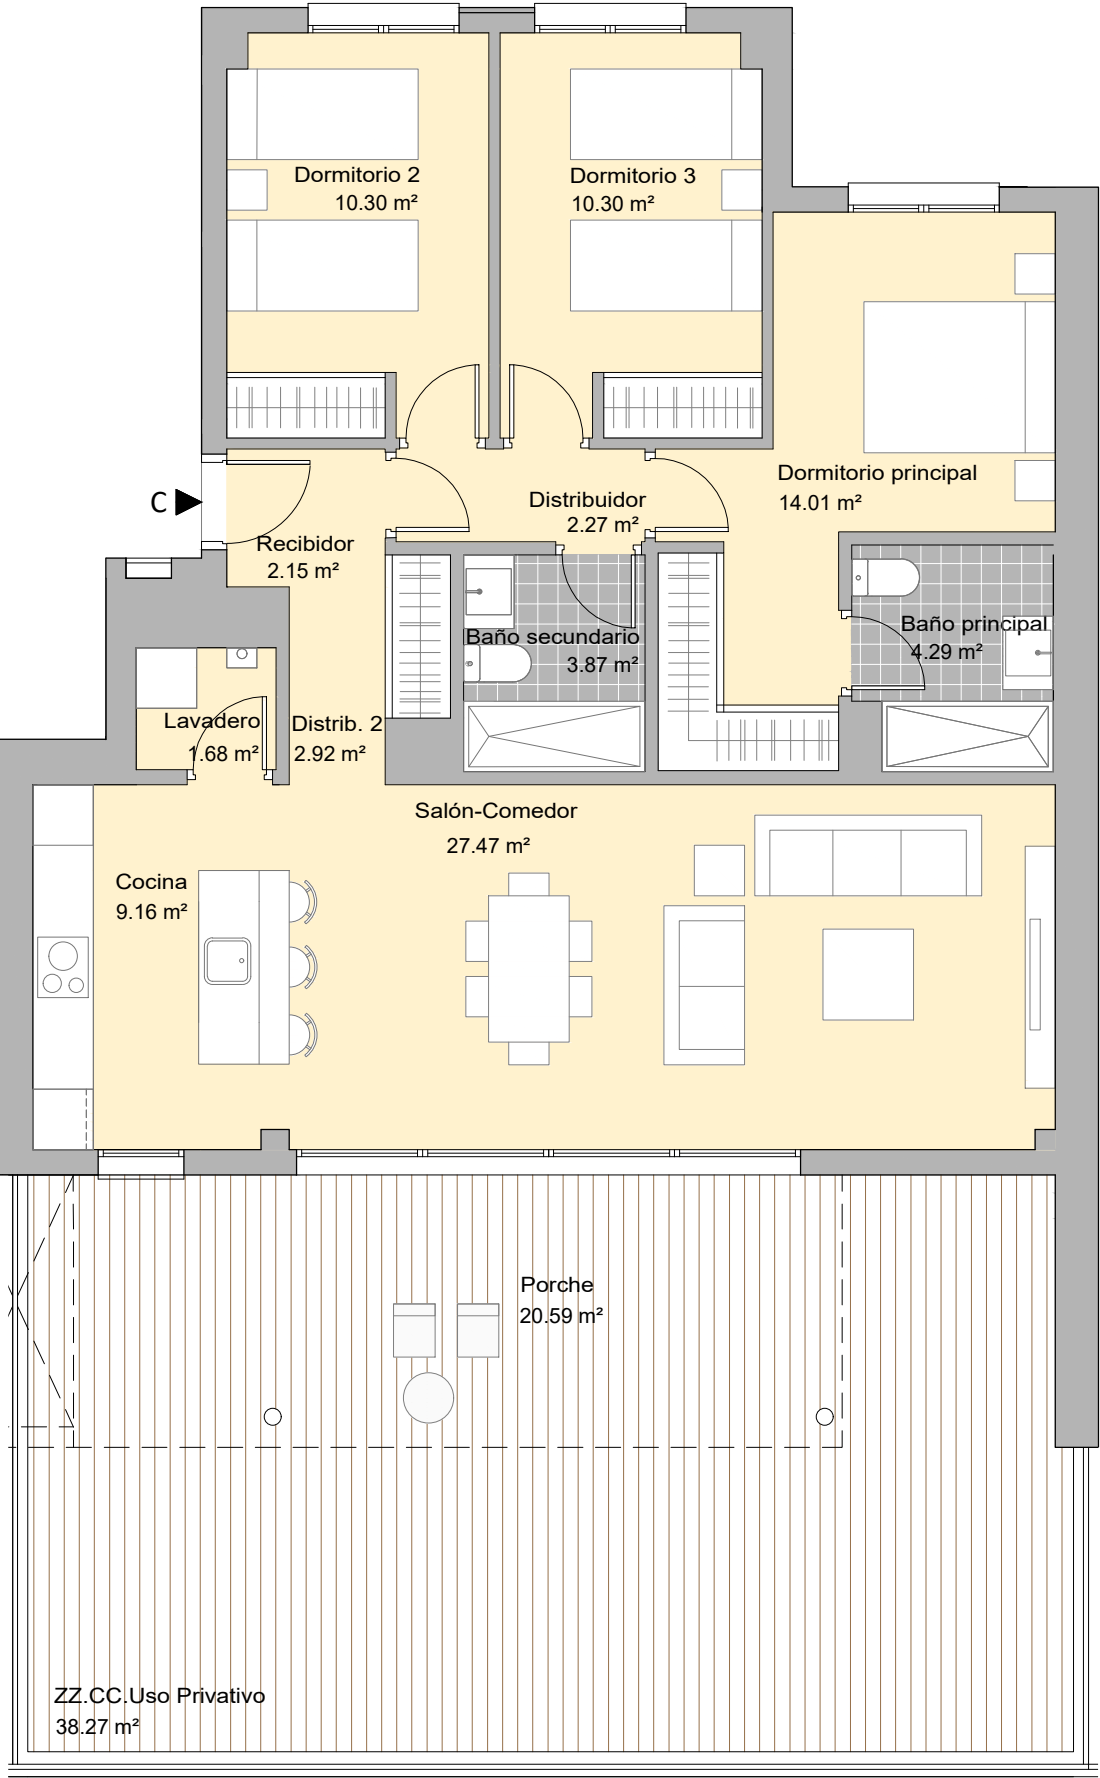 Dormitorio 2
10.30 m²
Dormitorio 3
10.30 m²
Dormitorio principal
14.01 m²
C
Distribuidor
2.27 m²
Recibidor
2.15 m²
Baño secundario
3.87 m²
Baño principal
4.29 m²
Lavadero
1.68 m²
Distrib. 2
2.92 m²
Salón-Comedor
27.47 m²
Cocina
9.16 m²
Porche
20.59 m²
ZZ.CC.Uso Privativo
38.27 m²